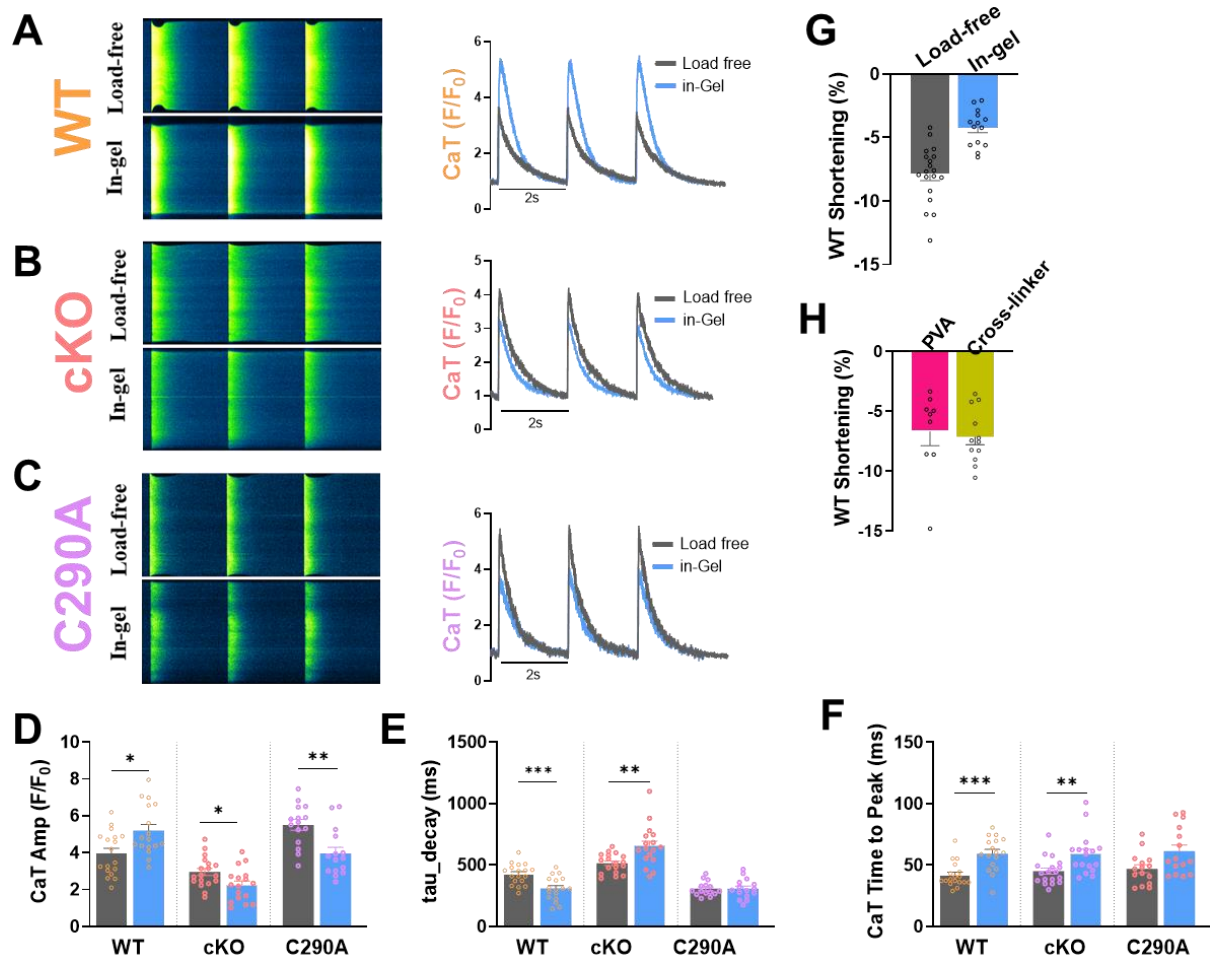 A
WT
Load-free
In-gel
CaT (F/F₀)
6
4
2
0
Load free
in-Gel
2s
B
cKO
Load-free
In-gel
CaT (F/F₀)
5
4
3
2
1
0
Load free
in-Gel
2s
C
C290A
Load-free
In-gel
CaT (F/F₀)
6
4
2
0
Load free
in-Gel
2s
G
Load-free
In-gel
WT Shortening (%)
0
-5
-10
-15
H
PVA
Cross-linker
WT Shortening (%)
0
-5
-10
-15
D
CaT Amp (F/F₀)
10
8
6
4
2
0
*
*
**
WT
cKO
C290A
E
tau_decay (ms)
1500
1000
500
0
***
**
WT
cKO
C290A
F
CaT Time to Peak (ms)
150
100
50
0
***
**
WT
cKO
C290A